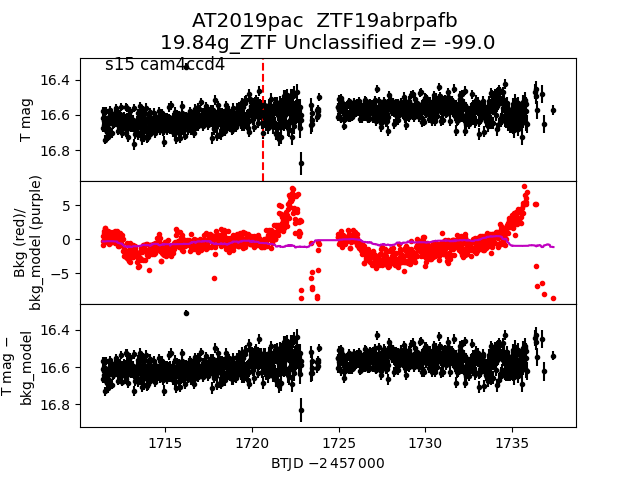 AT2019pac  ZTF19abrpafb
19.84g_ZTF Unclassified z= -99.0
s15 cam4ccd4
T mag
16.4
16.6
16.8
Bkg (red)/
bkg_model (purple)
5
0
−5
T mag −
bkg_model
16.4
16.6
16.8
1715
1720
1725
1730
1735
BTJD −2 457 000